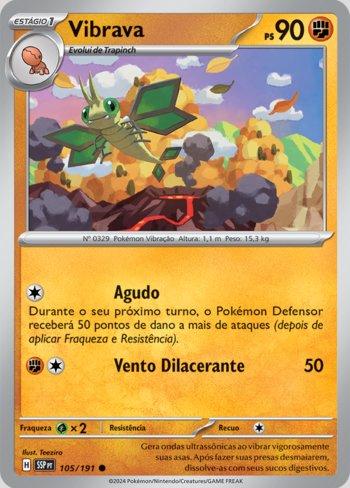 ESTÁGIO 1
Vibrava
PS 90
Evolui de Trapinch
Nº 0329 Pokémon Vibração Altura: 1,1 m Peso: 15,3 kg
Agudo
Durante o seu próximo turno, o Pokémon Defensor
receberá 50 pontos de dano a mais de ataques (depois de
aplicar Fraqueza e Resistência).
Vento Dilacerante 50
Fraqueza ×2 Resistência Recuo
Ilust. Teeziro
H SSP PT 105/191
Gera ondas ultrassônicas ao vibrar vigorosamente
suas asas. Após fazer suas presas desmaiarem,
dissolve-as com seus sucos digestivos.
©2024 Pokémon/Nintendo/Creatures/GAME FREAK